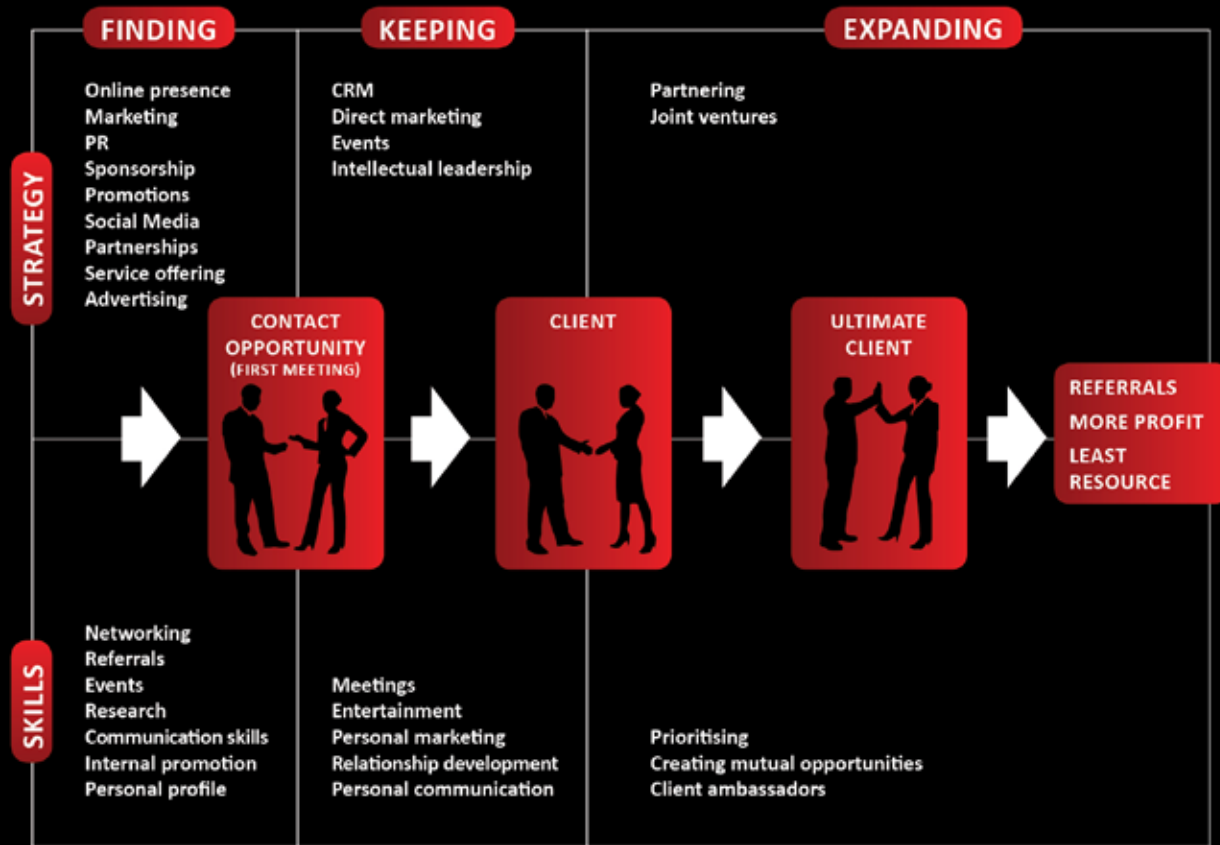 FINDING
KEEPING
EXPANDING
STRATEGY
Online presence
Marketing
PR
Sponsorship
Promotions
Social Media
Partnerships
Service offering
Advertising
CRM
Direct marketing
Events
Intellectual leadership
Partnering
Joint ventures
CONTACT
OPPORTUNITY
(FIRST MEETING)
CLIENT
ULTIMATE
CLIENT
REFERRALS
MORE PROFIT
LEAST
RESOURCE
SKILLS
Networking
Referrals
Events
Research
Communication skills
Internal promotion
Personal profile
Meetings
Entertainment
Personal marketing
Relationship development
Personal communication
Prioritising
Creating mutual opportunities
Client ambassadors